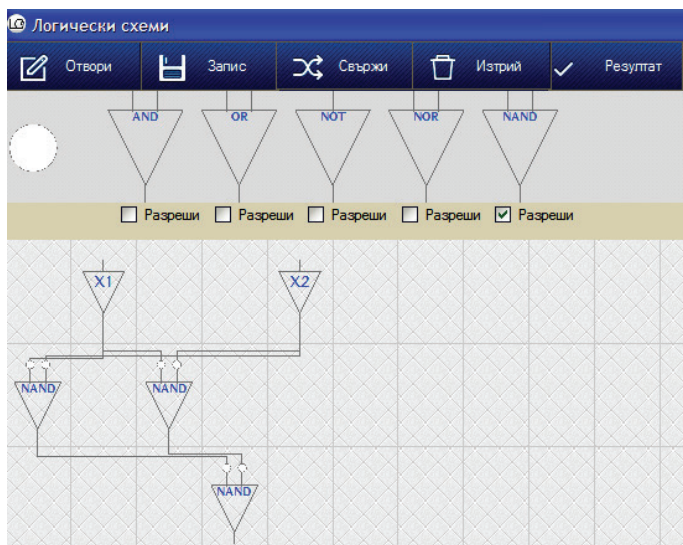 LC Логически схеми
Отвори Запис Свържи Изтрий Резултат
AND OR NOT NOR NAND
Разреши Разреши Разреши Разреши Разреши
X1 X2
NAND NAND
NAND